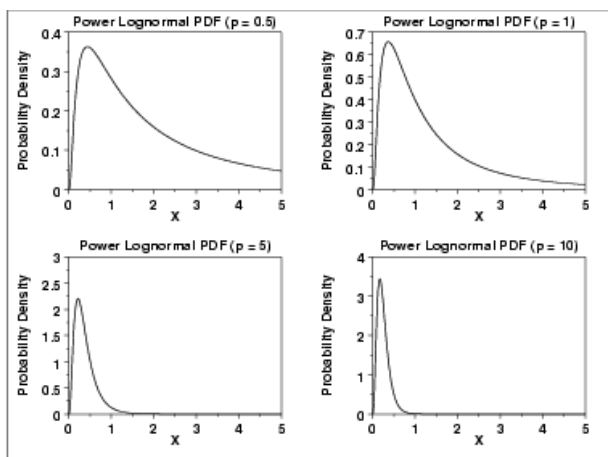 Power Lognormal PDF (p = 0.5)
0.4
0.3
0.2
0.1
0
Probability Density
0 1 2 3 4 5
X
Power Lognormal PDF (p = 1)
0.7
0.6
0.5
0.4
0.3
0.2
0.1
0
Probability Density
0 1 2 3 4 5
X
Power Lognormal PDF (p = 5)
3
2.5
2
1.5
1
0.5
0
Probability Density
0 1 2 3 4 5
X
Power Lognormal PDF (p = 10)
4
3
2
1
0
Probability Density
0 1 2 3 4 5
X